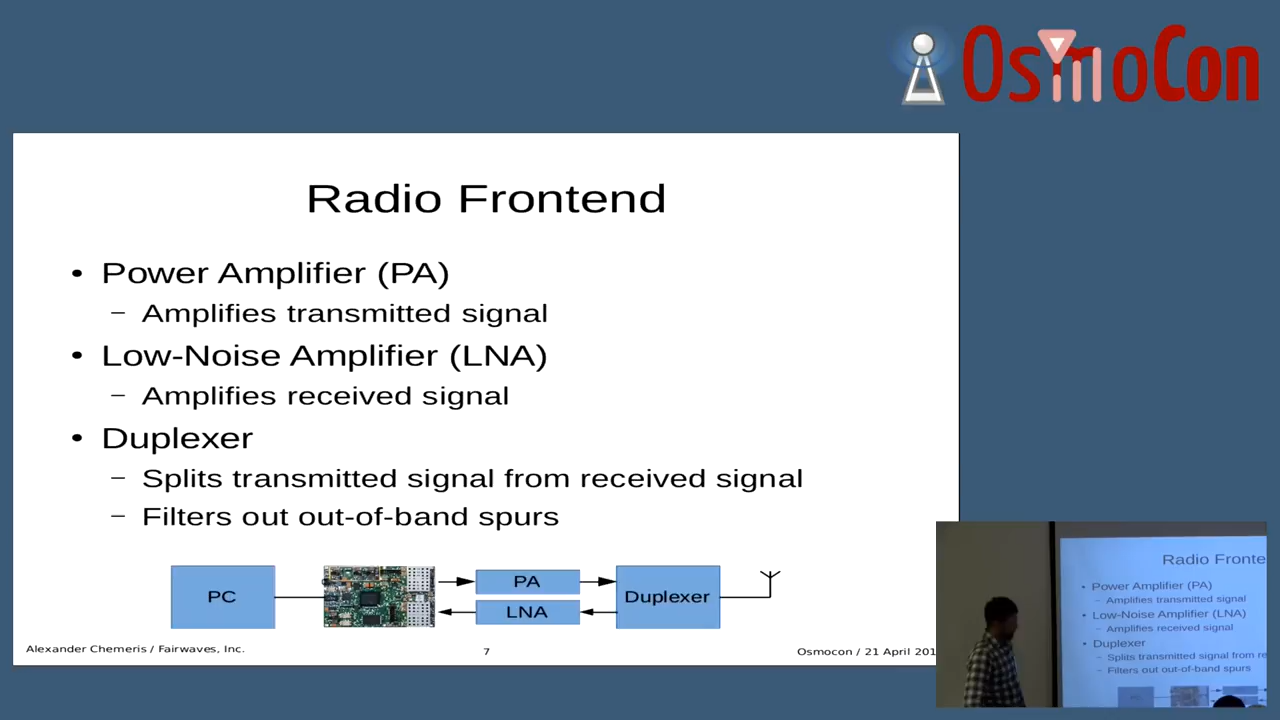 OsmoCon
Radio Frontend
• Power Amplifier (PA)
– Amplifies transmitted signal
• Low-Noise Amplifier (LNA)
– Amplifies received signal
• Duplexer
– Splits transmitted signal from received signal
– Filters out out-of-band spurs
PC
PA
LNA
Duplexer
Alexander Chemeris / Fairwaves, Inc.
7
Osmocon / 21 April 201
Radio Fronte
• Power Amplifier (PA)
– Amplifies transmitted signal
• Low-Noise Amplifier (LNA)
– Amplifies received signal
• Duplexer
– Splits transmitted signal from re
– Filters out out-of-band spurs